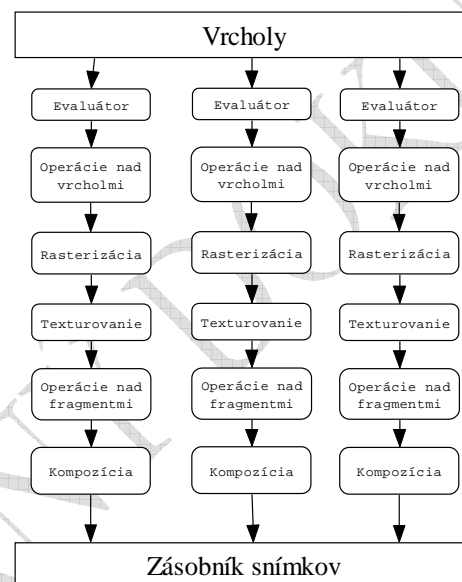 Vrcholy
Evaluátor
Evaluátor
Evaluátor
Operácie nad
vrcholmi
Operácie nad
vrcholmi
Operácie nad
vrcholmi
Rasterizácia
Rasterizácia
Rasterizácia
Texturovanie
Texturovanie
Texturovanie
Operácie nad
fragmentmi
Operácie nad
fragmentmi
Operácie nad
fragmentmi
Kompozícia
Kompozícia
Kompozícia
Zásobník snímkov